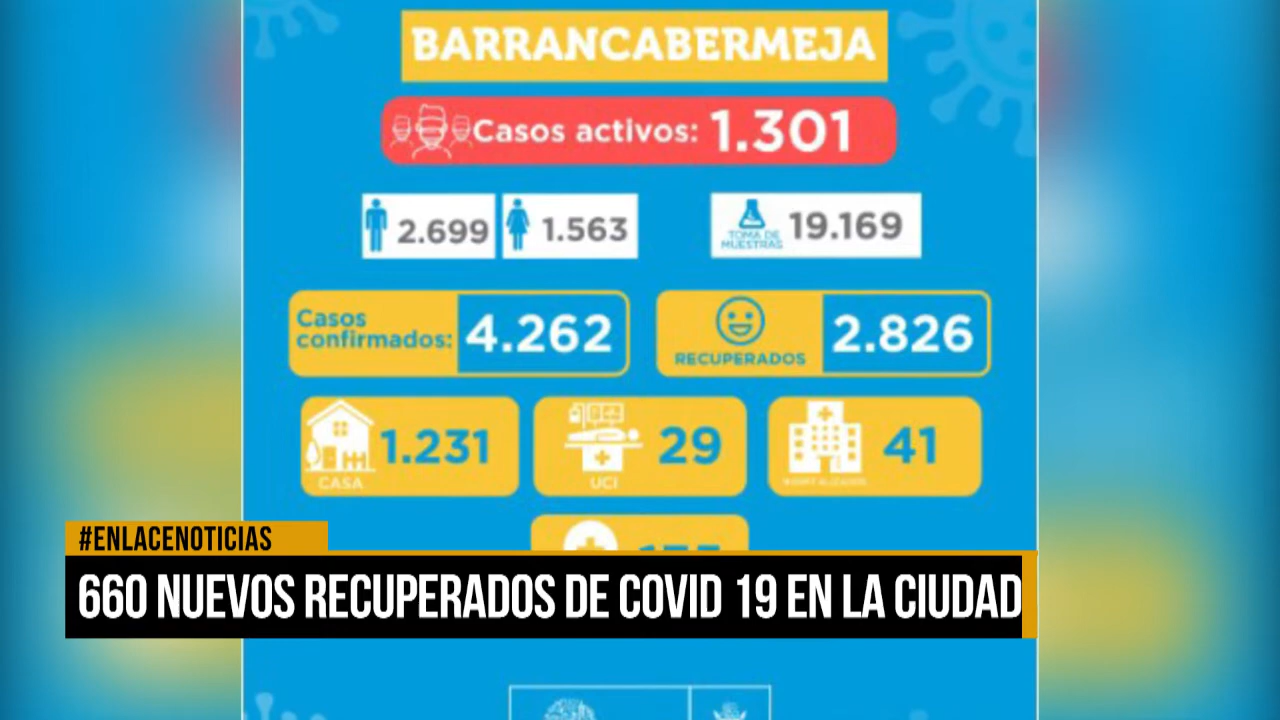 BARRANCABERMEJA
Casos activos: 1.301
2.699 1.563
TOMA DE
MUESTRAS
19.169
Casos
confirmados:
4.262
RECUPERADOS
2.826
1.231
CASA
29
UCI
41
#ENLACENOTICIAS
660 NUEVOS RECUPERADOS DE COVID 19 EN LA CIUDAD